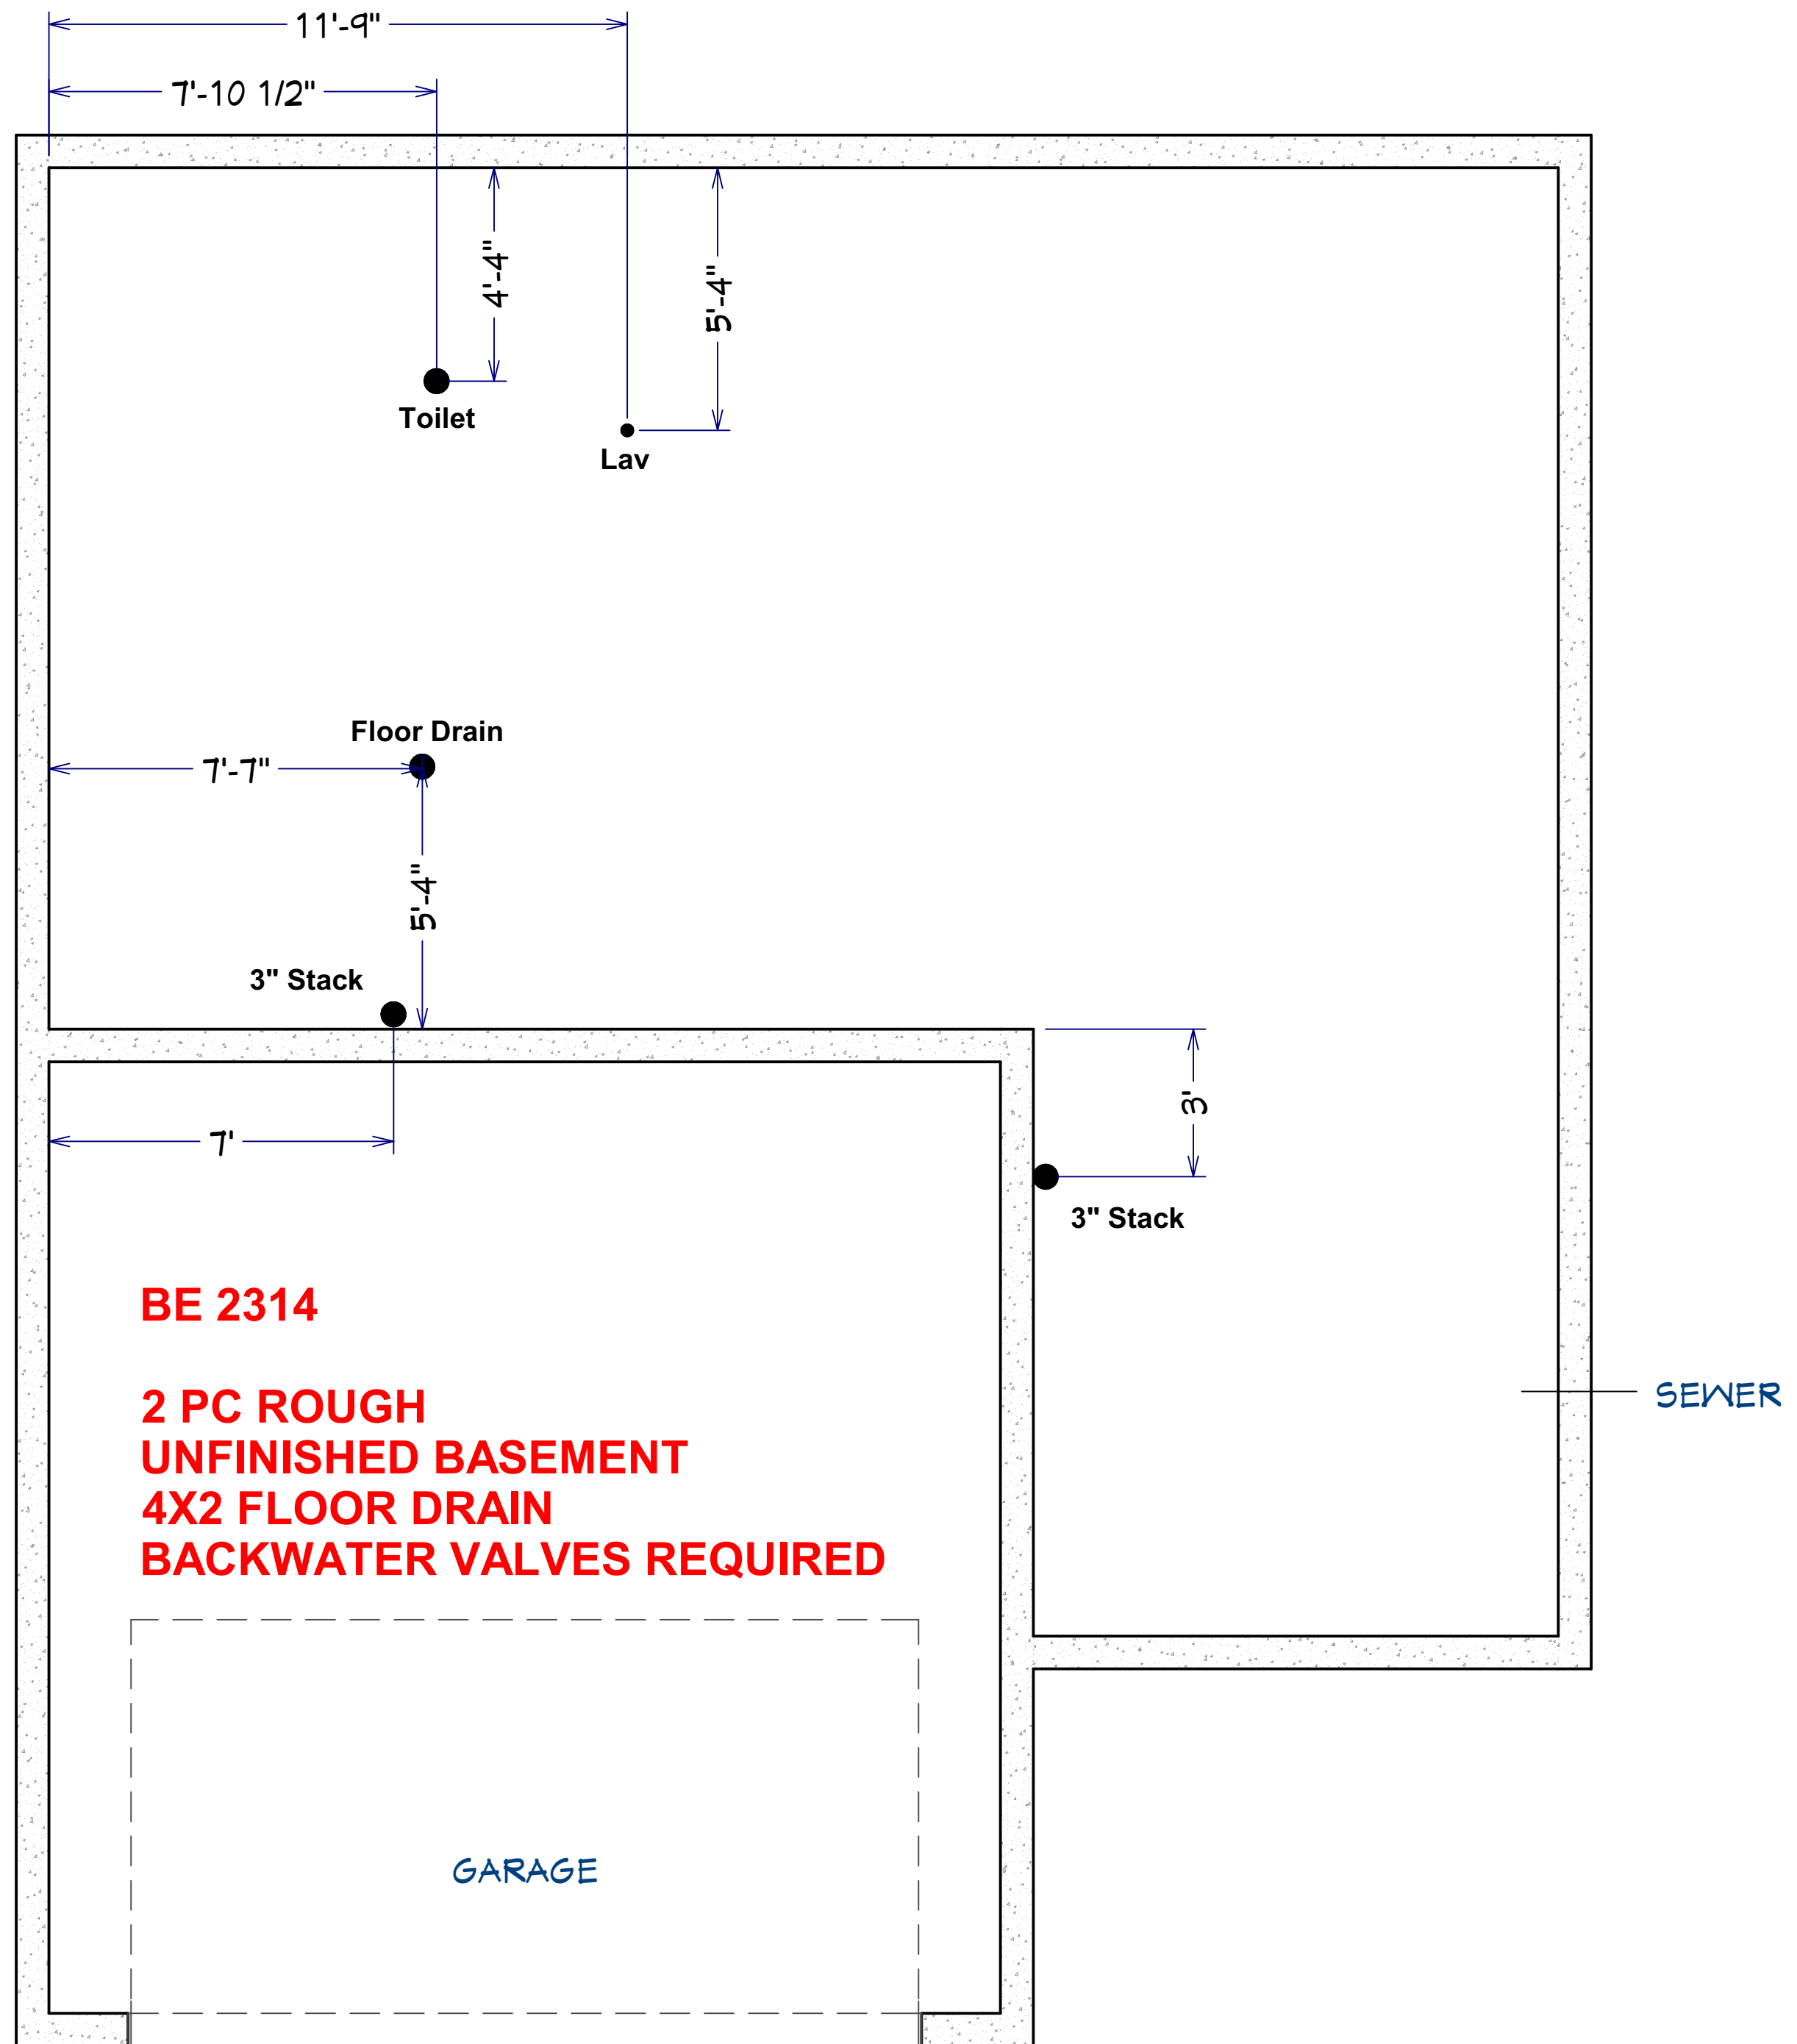 11'-9"
7'-10 1/2"
4'-4"
5'-4"
Toilet
Lav
Floor Drain
7'-7"
5'-4"
3" Stack
3'
7'
3" Stack
BE 2314
2 PC ROUGH
UNFINISHED BASEMENT
4X2 FLOOR DRAIN
BACKWATER VALVES REQUIRED
SEWER
GARAGE